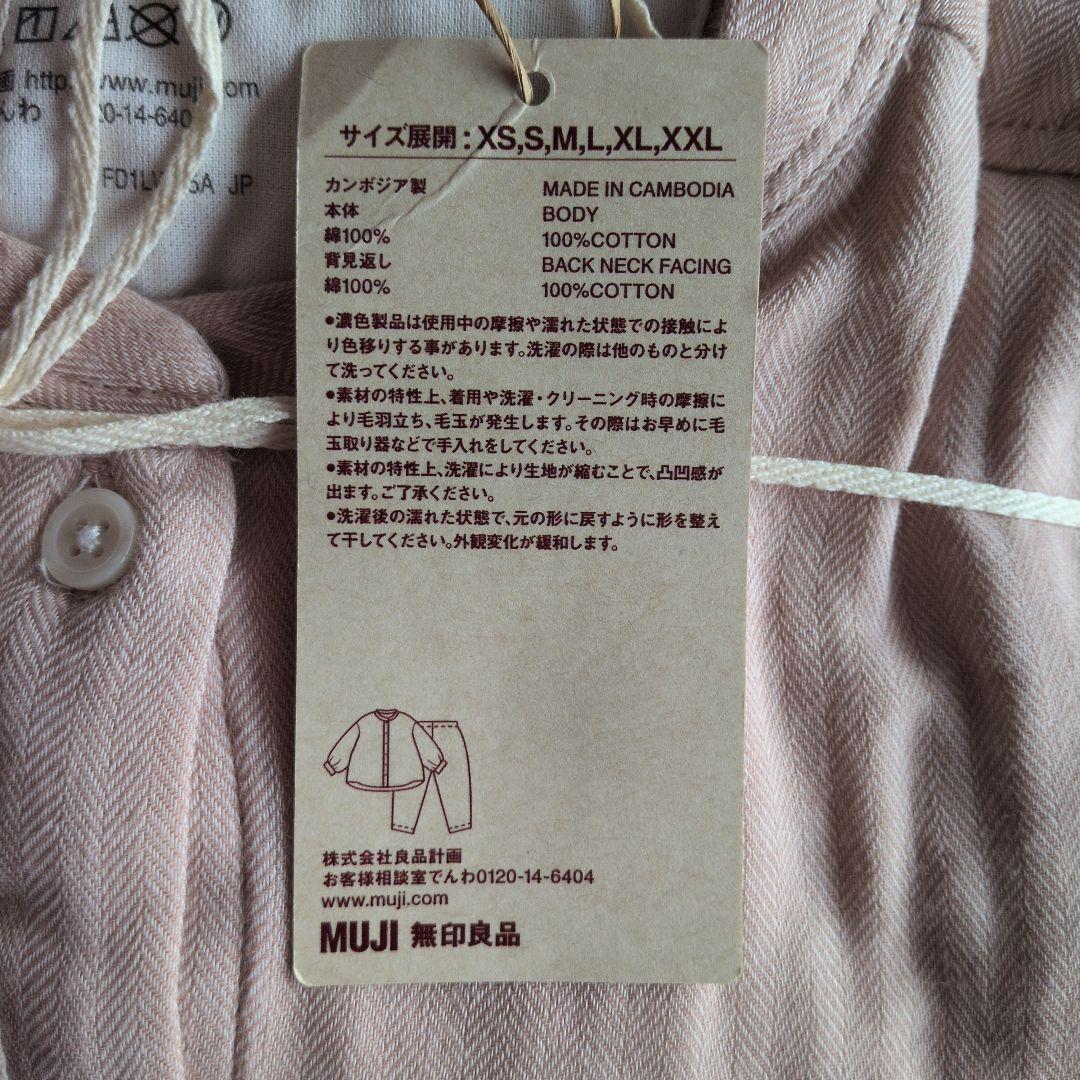 http
www.muji.com
んわ
20-14-640
JP
サイズ展開：XS,S,M,L,XL,XXL
カンボジア製 MADE IN CAMBODIA
本体 BODY
綿100% 100%COTTON
背見返し BACK NECK FACING
綿100% 100%COTTON
●濃色製品は使用中の摩擦や濡れた状態での接触によ
り色移りする事があります。洗濯の際は他のものと分け
て洗ってください。
●素材の特性上、着用や洗濯・クリーニング時の摩擦に
より毛羽立ち、毛玉が発生します。その際はお早めに毛
玉取り器などで手入れをしてください。
●素材の特性上、洗濯により生地が縮むことで、凸凹感が
出ます。ご了承ください。
●洗濯後の濡れた状態で、元の形に戻すように形を整え
て干してください。外観変化が緩和します。
株式会社良品計画
お客様相談室でんわ0120-14-6404
www.muji.com
MUJI 無印良品